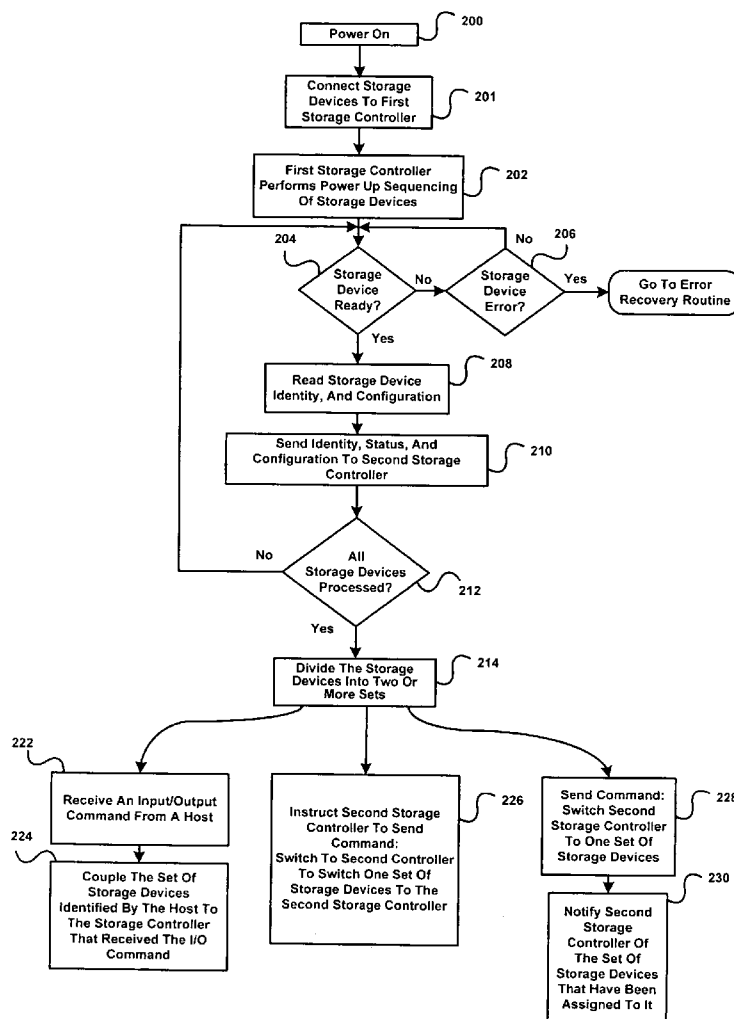 200
Power On
Connect Storage
Devices To First
Storage Controller
201
First Storage Controller
Performs Power Up Sequencing
Of Storage Devices
202
204
Storage
Device
Ready?
No
No
206
Storage
Device
Error?
Yes
Go To Error
Recovery Routine
Yes
208
Read Storage Device
Identity, And Configuration
Send Identity, Status, And
Configuration To Second Storage
Controller
210
No
All
Storage Devices
Processed?
212
Yes
214
Divide The Storage
Devices Into Two Or
More Sets
222
Receive An Input/Output
Command From A Host
224
Couple The Set Of
Storage Devices
Identified By The Host To
The Storage Controller
That Received The I/O
Command
226
Instruct Second Storage
Controller To Send
Command:
Switch To Second Controller
To Switch One Set Of
Storage Devices To The
Second Storage Controller
228
Send Command:
Switch Second
Storage Controller
To One Set Of
Storage Devices
230
Notify Second
Storage
Controller Of
The Set Of
Storage Devices
That Have Been
Assigned To It